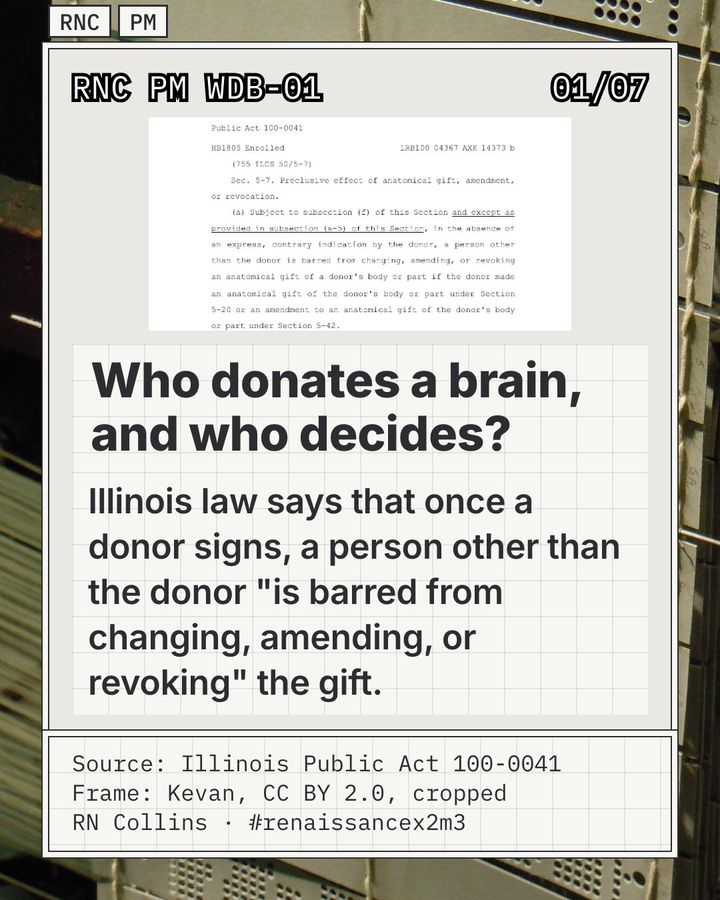 RNC PM
RNC PM WDB-01 01/07
Public Act 100-0041
HB1805 Enrolled LRB100 04367 AXK 14373 b
(755 ILCS 50/5-7)
Sec. 5-7. Preclusive effect of anatomical gift, amendment,
or revocation.
(a) Subject to subsection (f) of this Section and except as
provided in subsection (a-5) of this Section, in the absence of
an express, contrary indication by the donor, a person other
than the donor is barred from changing, amending, or revoking
an anatomical gift of a donor's body or part if the donor made
an anatomical gift of the donor's body or part under Section
5-20 or an amendment to an anatomical gift of the donor's body
or part under Section 5-42.
Who donates a brain,
and who decides?
Illinois law says that once a
donor signs, a person other than
the donor "is barred from
changing, amending, or
revoking" the gift.
Source: Illinois Public Act 100-0041
Frame: Kevan, CC BY 2.0, cropped
RN Collins · #renaissancex2m3